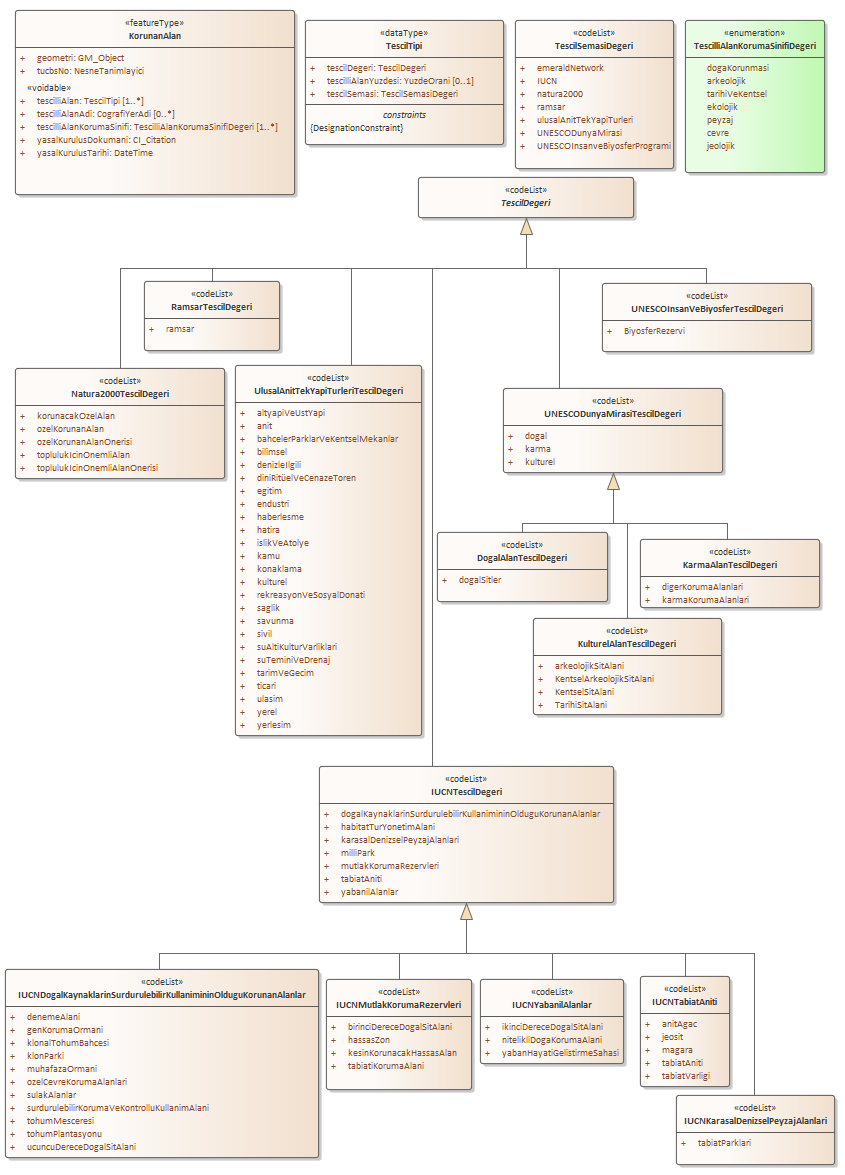 «featureType»
KorunanAlan
+ geometri: GM_Object
+ tucbsNo: NesneTanimlayici
«voidable»
+ tescilliAlan: TescilTipi [1..*]
+ tescilliAlanAdi: CografiYerAdi [0..*]
+ tescilliAlanKorumaSinifi: TescilliAlanKorumaSinifiDegeri [1..*]
+ yasalKurulusDokumani: CI_Citation
+ yasalKurulusTarihi: DateTime
«dataType»
TescilTipi
+ tescilDegeri: TescilDegeri
+ tescilliAlanYuzdesi: YuzdeOrani [0..1]
+ tescilSemasi: TescilSemasiDegeri
constraints
{DesignationConstraint}
«codeList»
TescilSemasiDegeri
+ emeraldNetwork
+ IUCN
+ natura2000
+ ramsar
+ ulusalAnitTekYapiTurleri
+ UNESCODunyaMirasi
+ UNESCOInsanveBiyosferProgrami
«enumeration»
TescilliAlanKorumaSinifiDegeri
dogaKorunmasi
arkeolojik
tarihiVeKentsel
ekolojik
peyzaj
cevre
jeolojik
«codeList»
TescilDegeri
«codeList»
RamsarTescilDegeri
+ ramsar
«codeList»
UNESCOInsanVeBiyosferTescilDegeri
+ BiyosferRezervi
«codeList»
Natura2000TescilDegeri
+ korunacakOzelAlan
+ ozelKorunanAlan
+ ozelKorunanAlanOnerisi
+ toplulukIcinOnemliAlan
+ toplulukIcinOnemliAlanOnerisi
«codeList»
UlusalAnitTekYapiTurleriTescilDegeri
+ altyapiVeUstYapi
+ anit
+ bahcelerParklarVeKentselMekanlar
+ bilimsel
+ denizleIlgili
+ diniRitüelVeCenazeToren
+ egitim
+ endustri
+ haberlesme
+ hatira
+ islikVeAtolye
+ kamu
+ konaklama
+ kulturel
+ rekreasyonVeSosyalDonati
+ saglik
+ savunma
+ sivil
+ suAltiKulturVarliklari
+ suTeminiVeDrenaj
+ tarimVeGecim
+ ticari
+ ulasim
+ yerel
+ yerlesim
«codeList»
UNESCODunyaMirasiTescilDegeri
+ dogal
+ karma
+ kulturel
«codeList»
DogalAlanTescilDegeri
+ dogalSitler
«codeList»
KarmaAlanTescilDegeri
+ digerKorumaAlanlari
+ karmaKorumaAlanlari
«codeList»
KulturelAlanTescilDegeri
+ arkeolojikSitAlani
+ KentselArkeolojikSitAlani
+ KentselSitAlani
+ TarihiSitAlani
«codeList»
IUCNTescilDegeri
+ dogalKaynaklarinSurdurulebilirKullanimininOlduguKorunanAlanlar
+ habitatTurYonetimAlani
+ karasalDenizselPeyzajAlanlari
+ milliPark
+ mutlakKorumaRezervleri
+ tabiatAniti
+ yabanilAlanlar
«codeList»
IUCNDogalKaynaklarinSurdurulebilirKullanimininOlduguKorunanAlanlar
+ denemeAlani
+ genKorumaOrmani
+ klonalTohumBahcesi
+ klonParki
+ muhafazaOrmani
+ ozelCevreKorumaAlanlari
+ sulakAlanlar
+ surdurulebilirKorumaVeKontrolluKullanimAlani
+ tohumMesceresi
+ tohumPlantasyonu
+ ucuncuDereceDogalSitAlani
«codeList»
IUCNMutlakKorumaRezervleri
+ birinciDereceDogalSitAlani
+ hassasZon
+ kesinKorunacakHassasAlan
+ tabiatiKorumaAlani
«codeList»
IUCNYabanilAlanlar
+ ikinciDereceDogalSitAlani
+ nitelikliDogaKorumaAlani
+ yabanHayatiGelistirmeSahasi
«codeList»
IUCNTabiatAniti
+ anitAgac
+ jeosit
+ magara
+ tabiatAniti
+ tabiatVarligi
«codeList»
IUCNKarasalDenizselPeyzajAlanlari
+ tabiatParklari